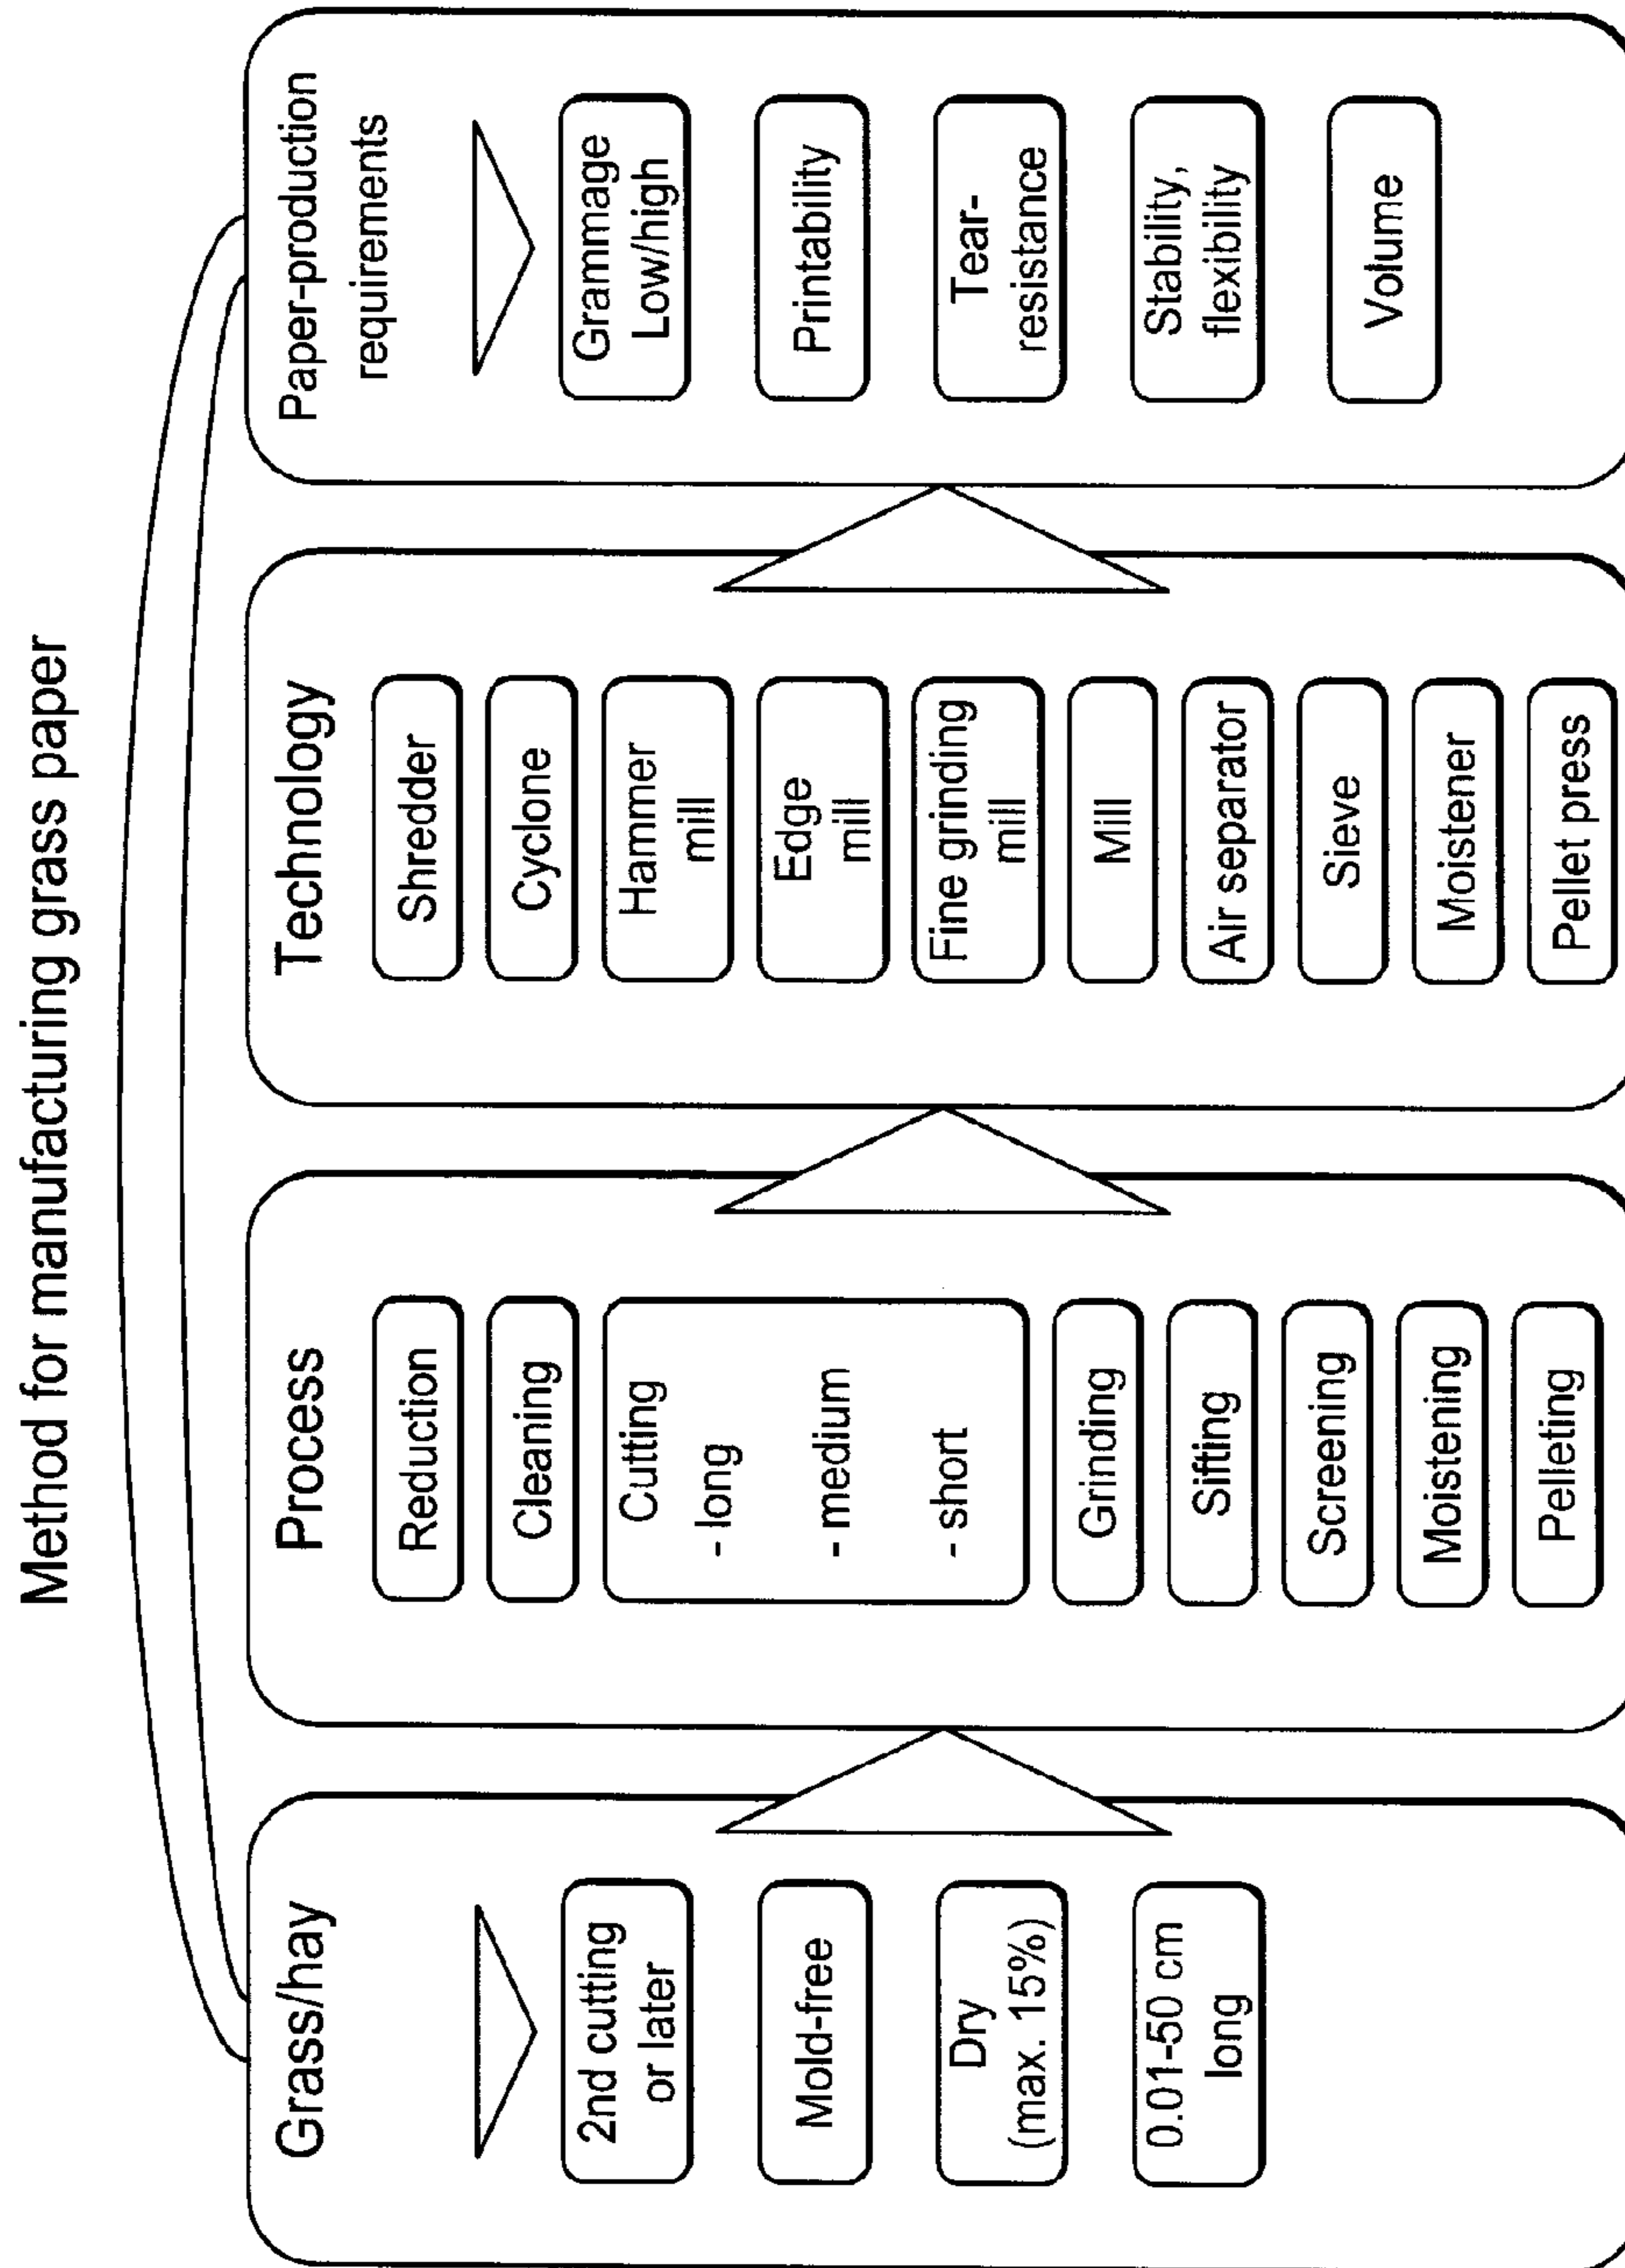 Method for manufacturing grass paper
Grass/hay
2nd cutting
or later
Mold-free
Dry
(max. 15%)
0.01-50 cm
long
Process
Reduction
Cleaning
Cutting
- long
- medium
- short
Grinding
Sifting
Screening
Moistening
Pelleting
Technology
Shredder
Cyclone
Hammer
mill
Edge
mill
Fine grinding
mill
Mill
Air separator
Sieve
Moistener
Pellet press
Paper-production
requirements
Grammage
Low/high
Printability
Tear-
resistance
Stability,
flexibility
Volume